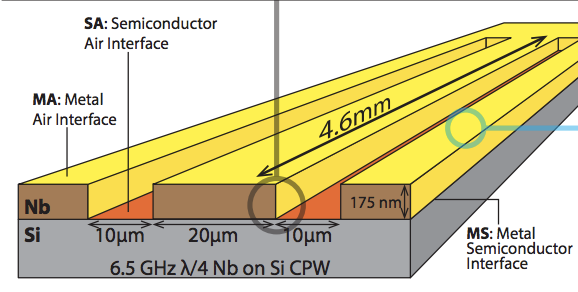 SA: Semiconductor
Air Interface
MA: Metal
Air Interface
4.6mm
Nb
175 nm
Si
10μm
20μm
10μm
6.5 GHz λ/4 Nb on Si CPW
MS: Metal
Semiconductor
Interface